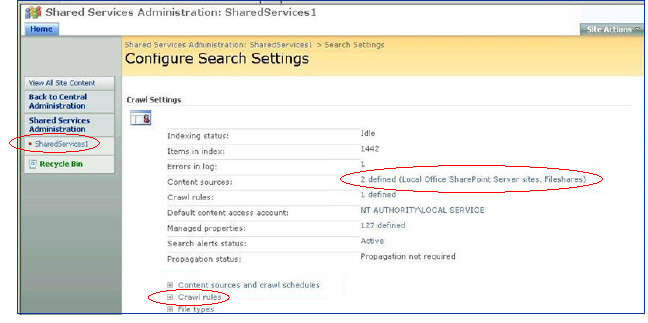 Shared Services Administration: SharedServices1
Home
Site Actions
Shared Services Administration: SharedServices1 > Search Settings
Configure Search Settings
View All Site Content
Back to Central
Administration
Shared Services
Administration
SharedServices1
Recycle Bin
Crawl Settings
Indexing status: Idle
Items in index: 1442
Errors in log: 1
Content sources: 2 defined (Local Office SharePoint Server sites, Fileshares)
Crawl rules: 1 defined
Default content access account: NT AUTHORITY\LOCAL SERVICE
Managed properties: 127 defined
Search alerts status: Active
Propagation status: Propagation not required
Content sources and crawl schedules
Crawl rules
File types